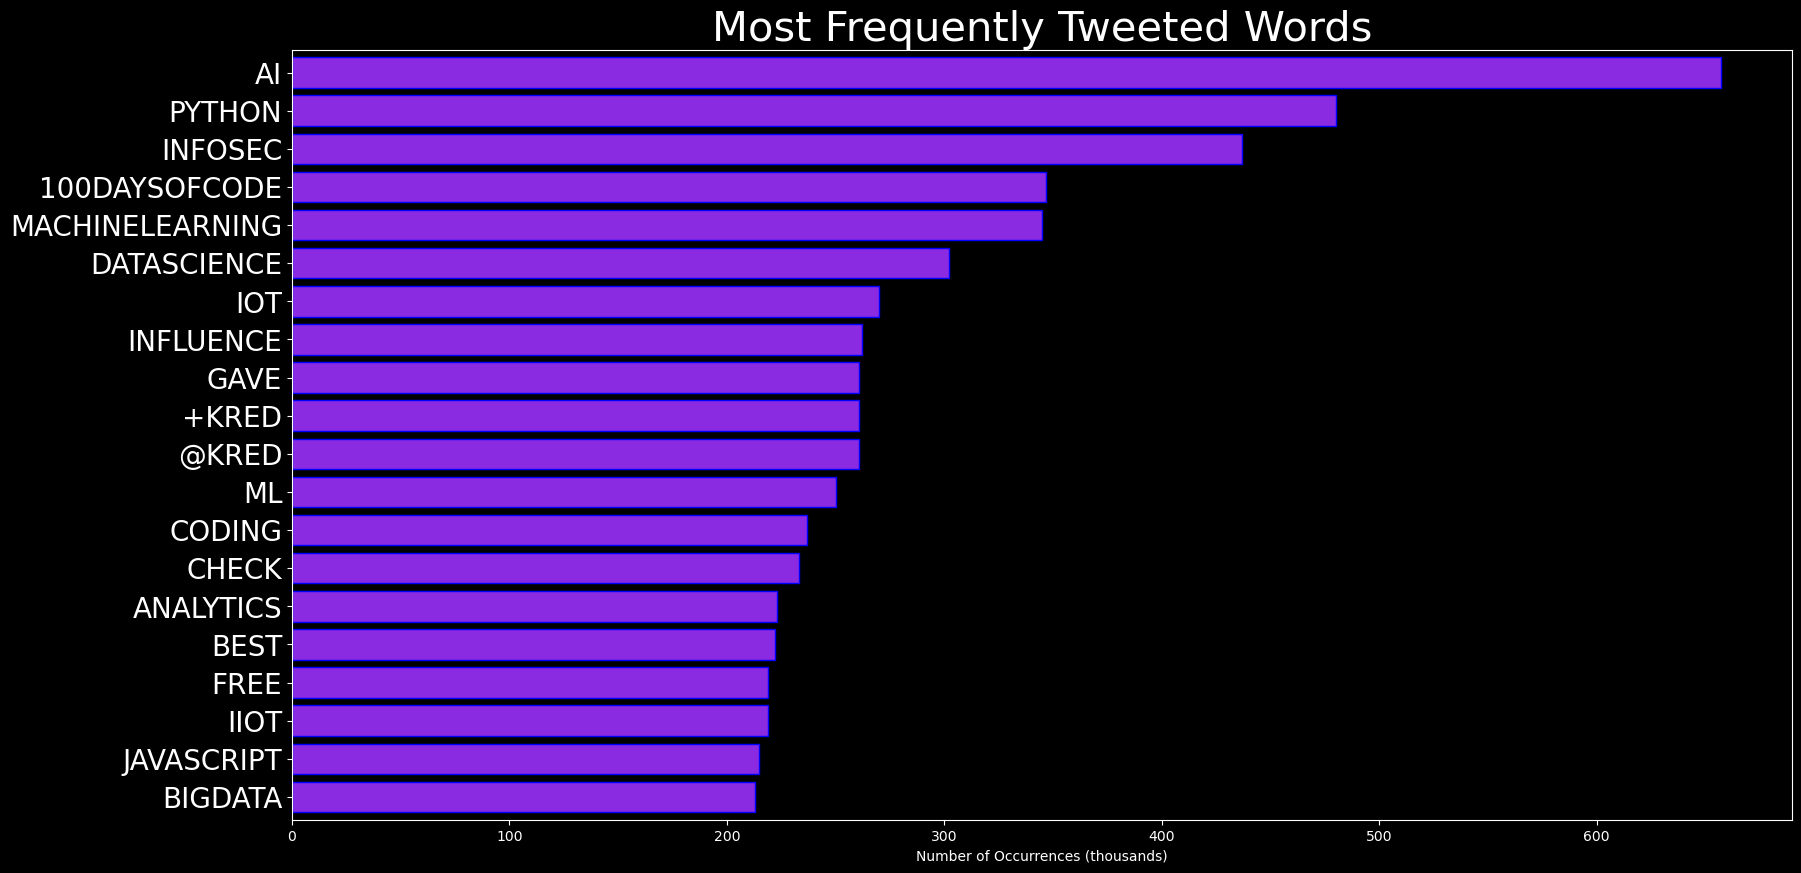 Most Frequently Tweeted Words
AI
PYTHON
INFOSEC
100DAYSOFCODE
MACHINELEARNING
DATASCIENCE
IOT
INFLUENCE
GAVE
+KRED
@KRED
ML
CODING
CHECK
ANALYTICS
BEST
FREE
IIOT
JAVASCRIPT
BIGDATA
0 100 200 300 400 500 600
Number of Occurrences (thousands)